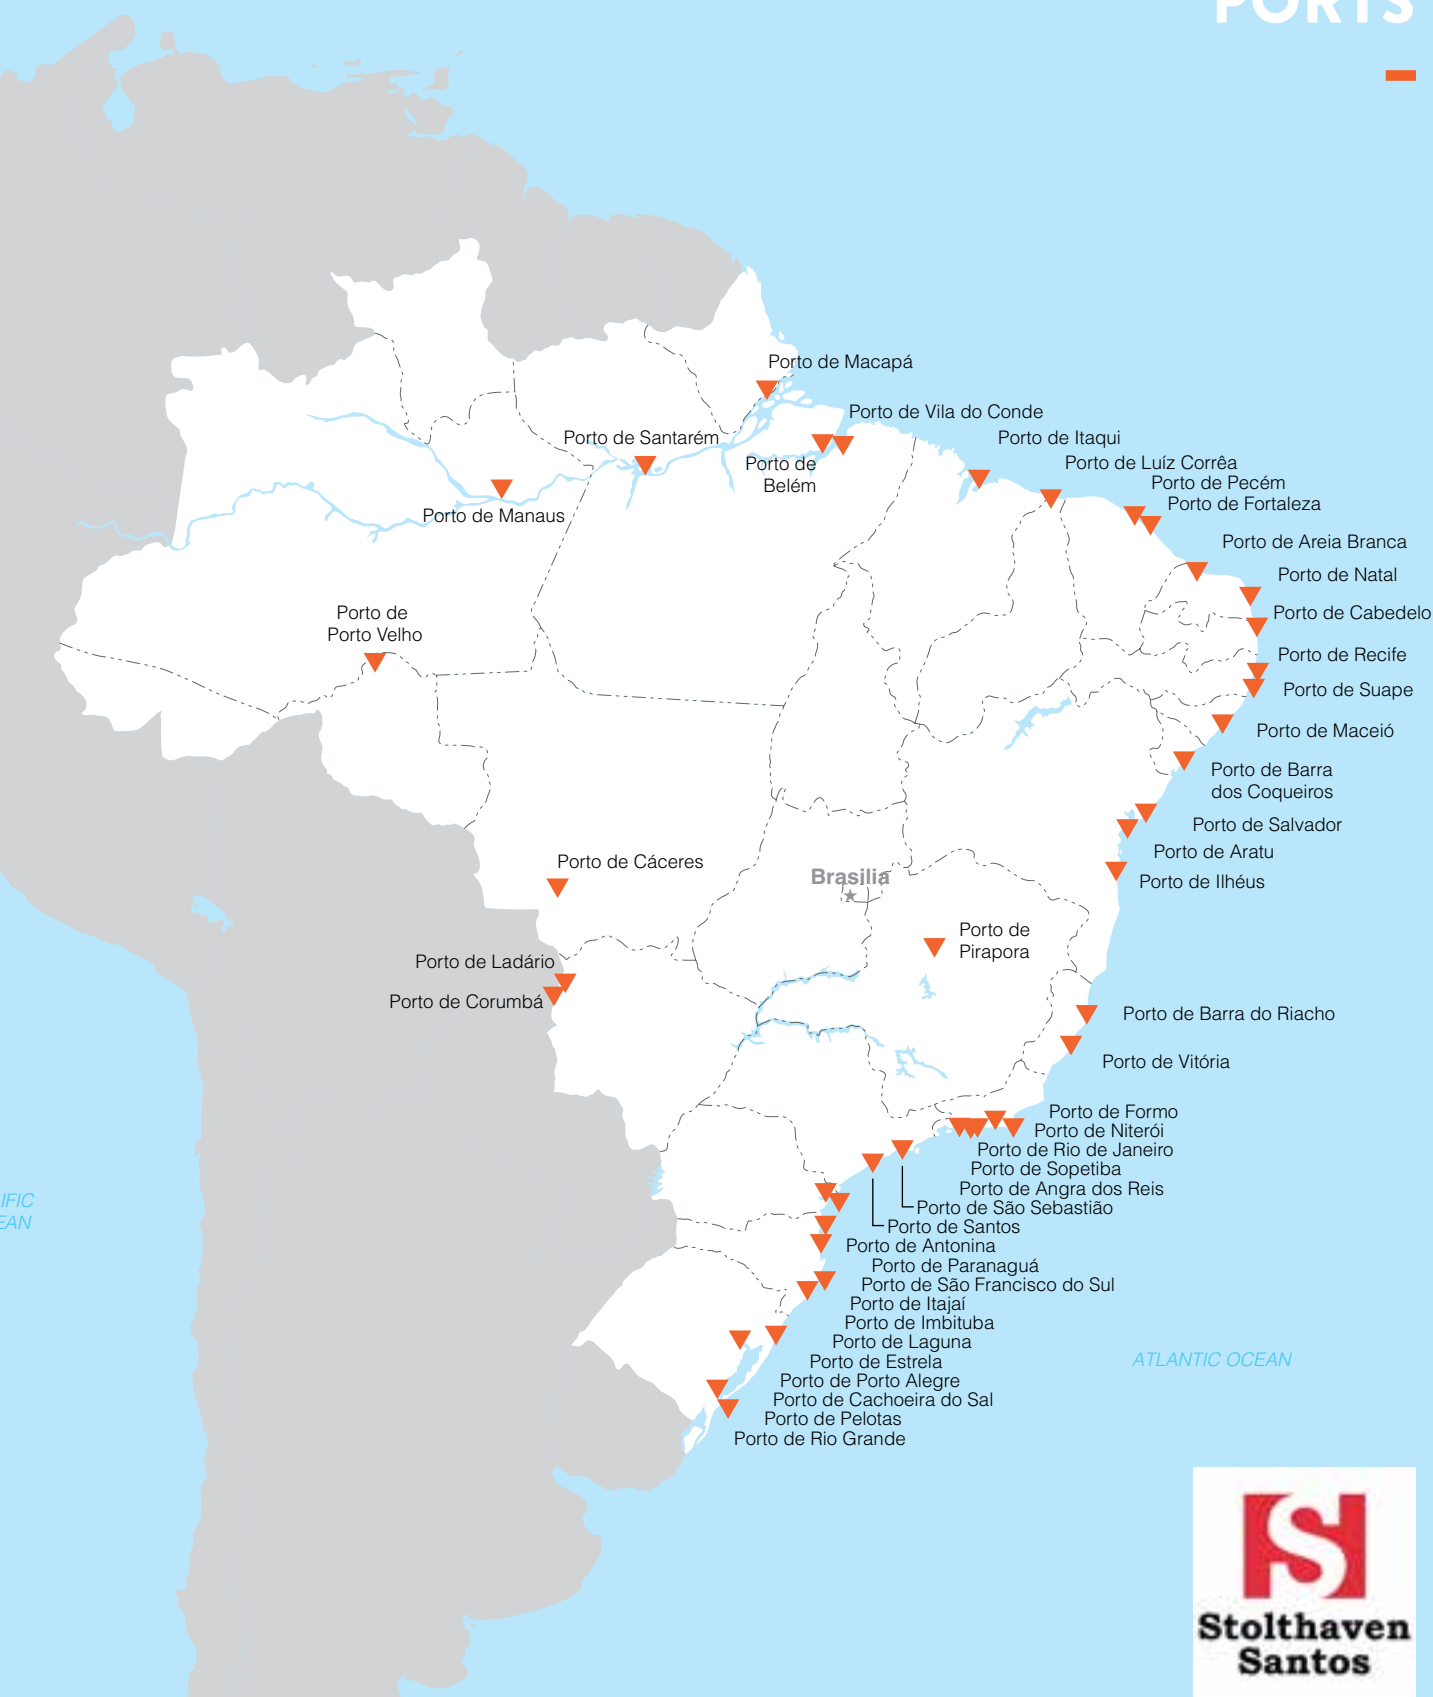 PORTS
Porto de Macapá
Porto de Vila do Conde
Porto de Santarém
Porto de Itaqui
Porto de
Belém
Porto de Luíz Corrêa
Porto de Pecém
Porto de Fortaleza
Porto de Manaus
Porto de Areia Branca
Porto de Natal
Porto de
Porto Velho
Porto de Cabedelo
Porto de Recife
Porto de Suape
Porto de Maceió
Porto de Barra
dos Coqueiros
Porto de Salvador
Porto de Aratu
Porto de Cáceres
Brasilia
Porto de Ilhéus
Porto de
Pirapora
Porto de Ladário
Porto de Corumbá
Porto de Barra do Riacho
Porto de Vitória
Porto de Formo
Porto de Niterói
Porto de Rio de Janeiro
Porto de Sopetiba
Porto de Angra dos Reis
IFIC
EAN
Porto de São Sebastião
Porto de Santos
Porto de Antonina
Porto de Paranaguá
Porto de São Francisco do Sul
Porto de Itajaí
Porto de Imbituba
Porto de Laguna
Porto de Estrela
ATLANTIC OCEAN
Porto de Porto Alegre
Porto de Cachoeira do Sal
Porto de Pelotas
Porto de Rio Grande
Stolthaven
Santos